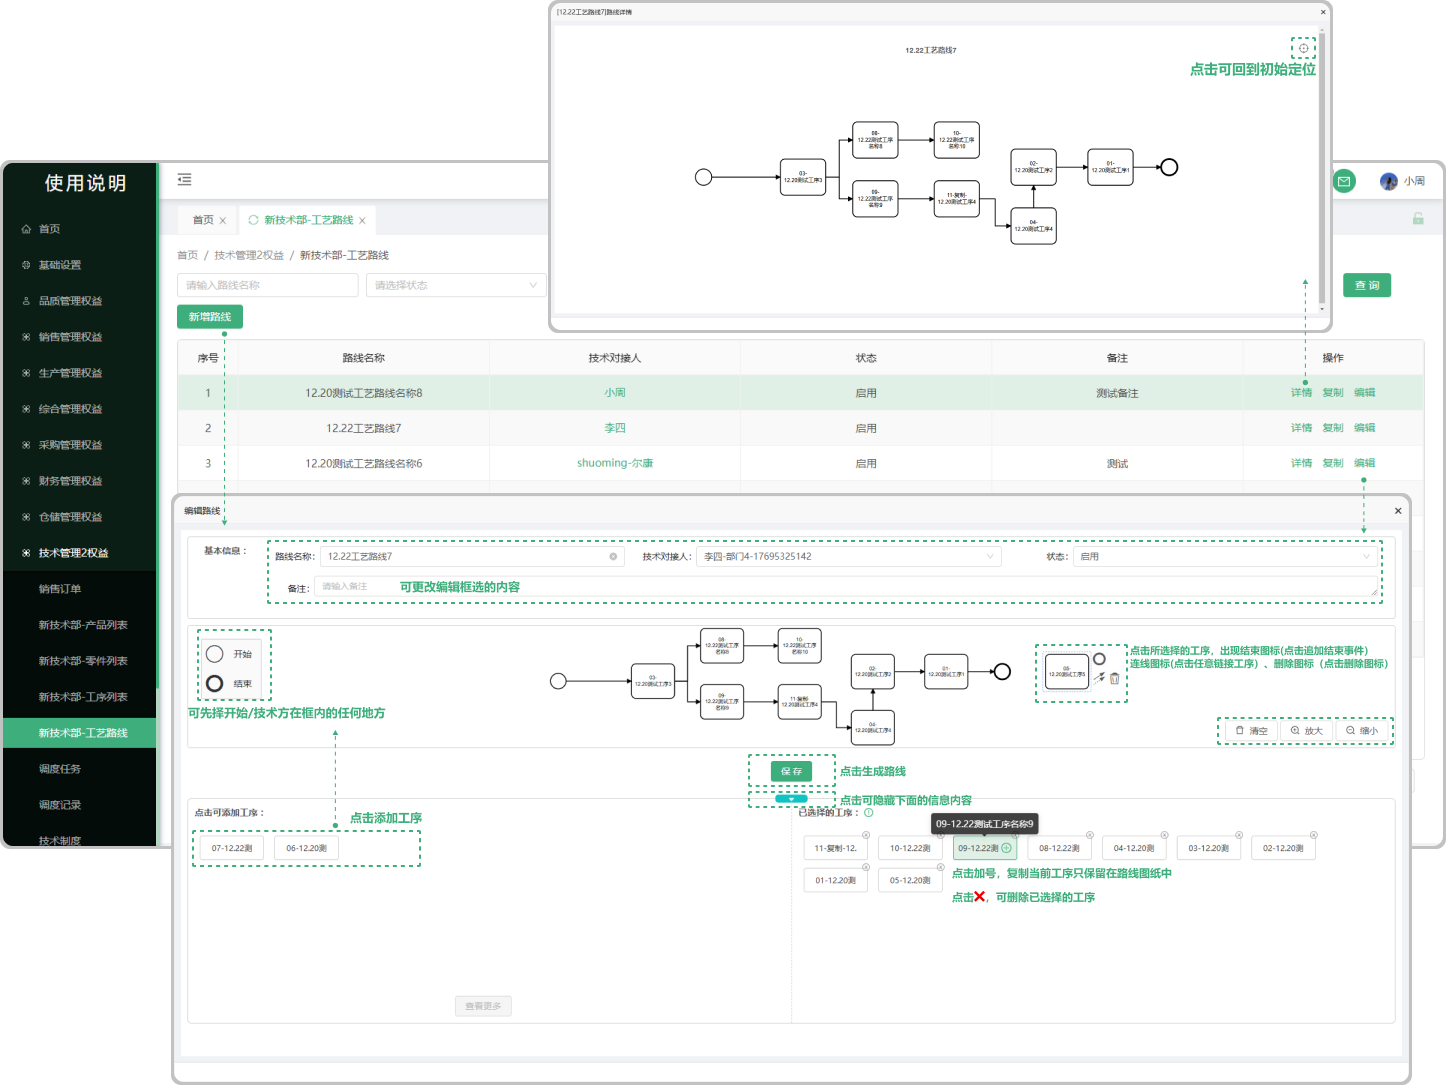 [12.22工艺路线7]路线详情
12.22工艺路线7
点击可回到初始定位
03-
12.20测试工序3
08-
12.22测试工序
名称8
10-
12.22测试工序
名称10
09-
12.22测试工序
名称9
11-复制-
12.20测试工序4
02-
12.20测试工序2
01-
12.20测试工序1
04-
12.20测试工序4
使用说明
首页
基础设置
品质管理权益
销售管理权益
生产管理权益
综合管理权益
采购管理权益
财务管理权益
仓储管理权益
技术管理2权益
销售订单
新技术部-产品列表
新技术部-零件列表
新技术部-工序列表
新技术部-工艺路线
调度任务
调度记录
技术制度
小周
首页
新技术部-工艺路线
首页 / 技术管理2权益 / 新技术部-工艺路线
请输入路线名称
请选择状态
查 询
新增路线
序号 路线名称 技术对接人 状态 备注 操作
1 12.20测试工艺路线名称8 小周 启用 测试备注 详情 复制 编辑
2 12.22工艺路线7 李四 启用 详情 复制 编辑
3 12.20测试工艺路线名称6 shuoming-尔康 启用 测试 详情 复制 编辑
编辑路线
基本信息：
路线名称： 12.22工艺路线7
技术对接人： 李四-部门4-17695325142
状态： 启用
备注： 请输入备注
可更改编辑框选的内容
开始
结束
可先择开始/技术方在框内的任何地方
03-
12.20测试工序3
08-
12.22测试工序
名称8
10-
12.22测试工序
名称10
09-
12.22测试工序
名称9
11-复制-
12.20测试工序4
02-
12.20测试工序2
01-
12.20测试工序1
04-
12.20测试工序4
05-
12.20测试工序5
点击所选择的工序，出现结束图标(点击追加结束事件)
连线图标(点击任意链接工序）、删除图标（点击删除图标）
清空
放大
缩小
保 存
点击生成路线
点击可隐藏下面的信息内容
点击可添加工序：
点击添加工序
07-12.22测
06-12.20测
查看更多
已选择的工序：
09-12.22测试工序名称9
11-复制-12.
10-12.22测
09-12.22测
08-12.22测
04-12.20测
03-12.20测
02-12.20测
01-12.20测
05-12.20测
点击加号，复制当前工序只保留在路线图纸中
点击❌，可删除已选择的工序